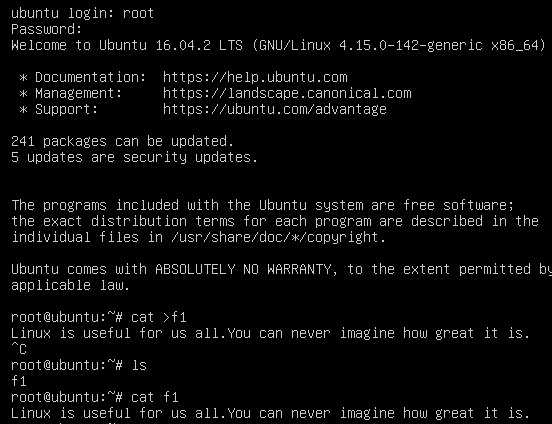 ubuntu login: root
Password:
Welcome to Ubuntu 16.04.2 LTS (GNU/Linux 4.15.0-142-generic x86_64)
* Documentation:  https://help.ubuntu.com
* Management:     https://landscape.canonical.com
* Support:        https://ubuntu.com/advantage
241 packages can be updated.
5 updates are security updates.
The programs included with the Ubuntu system are free software;
the exact distribution terms for each program are described in the
individual files in /usr/share/doc/*/copyright.
Ubuntu comes with ABSOLUTELY NO WARRANTY, to the extent permitted by
applicable law.
root@ubuntu:~# cat >f1
Linux is useful for us all.You can never imagine how great it is.
^C
root@ubuntu:~# ls
f1
root@ubuntu:~# cat f1
Linux is useful for us all.You can never imagine how great it is.